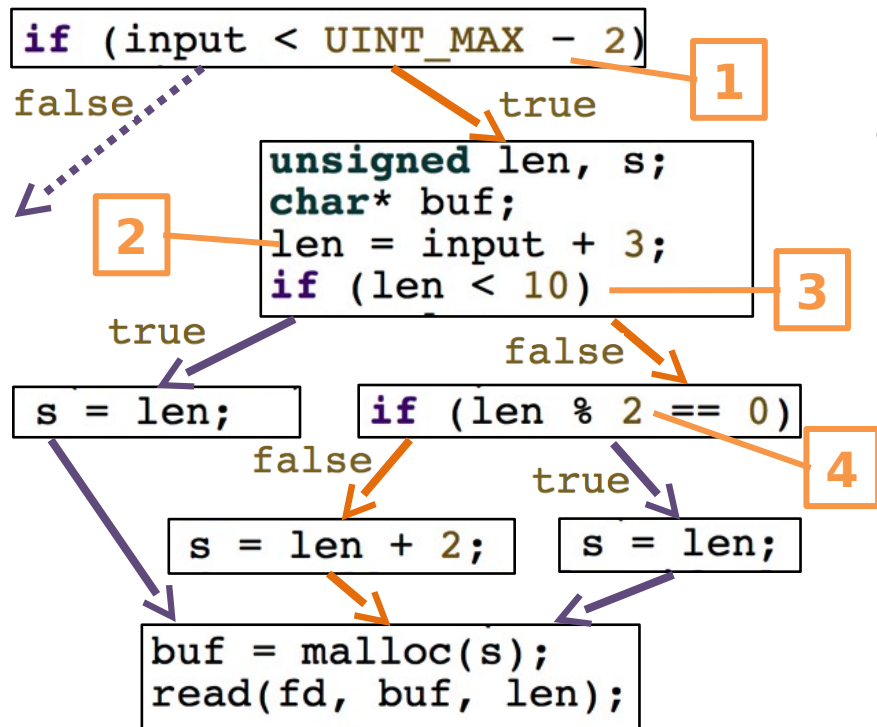 if (input < UINT_MAX - 2)
1
false
true
unsigned len, s;
char* buf;
2
len = input + 3;
if (len < 10)
3
true
false
s = len;
if (len % 2 == 0)
4
false
true
s = len + 2;
s = len;
buf = malloc(s);
read(fd, buf, len);